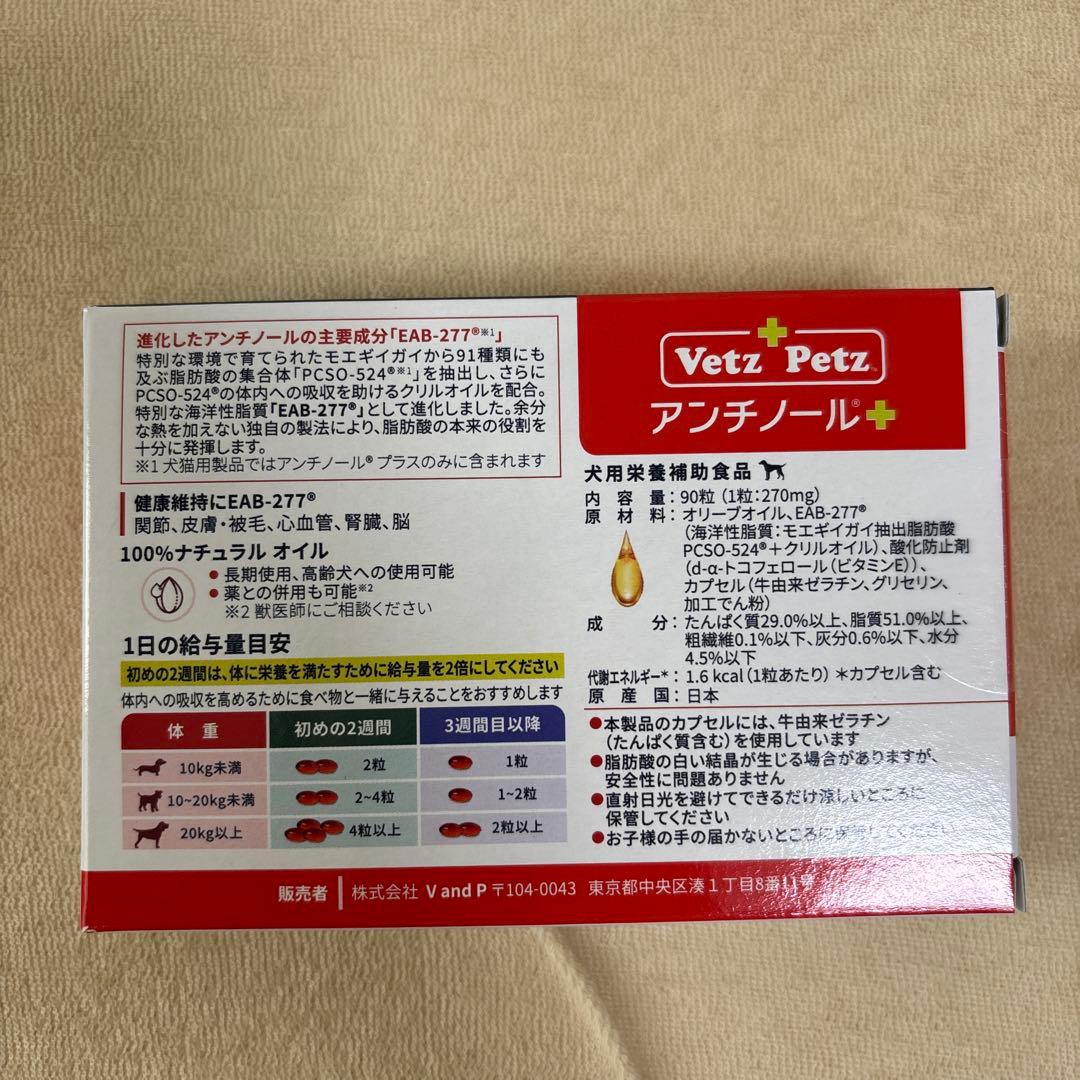 進化したアンチノールの主要成分「EAB-277®※1」
特別な環境で育てられたモエギイガイから91種類にも
及ぶ脂肪酸の集合体「PCSO-524®※1」を抽出し、さらに
PCSO-524®の体内への吸収を助けるクリルオイルを配合。
特別な海洋性脂質「EAB-277®」として進化しました。余分
な熱を加えない独自の製法により、脂肪酸の本来の役割を
十分に発揮します。
※1 犬猫用製品ではアンチノール® プラスのみに含まれます
健康維持にEAB-277®
関節、皮膚・被毛、心血管、腎臓、脳
100%ナチュラル オイル
● 長期使用、高齢犬への使用可能
● 薬との併用も可能※2
※2 獣医師にご相談ください
1日の給与量目安
初めの2週間は、体に栄養を満たすために給与量を2倍にしてください
体内への吸収を高めるために食べ物と一緒に与えることをおすすめします
体 重 初めの2週間 3週間目以降
10kg未満 2粒 1粒
10~20kg未満 2~4粒 1~2粒
20kg以上 4粒以上 2粒以上
Vetz Petz™
アンチノール®+
犬用栄養補助食品
内容量：90粒（1粒：270mg）
原材料：オリーブオイル、EAB-277®
（海洋性脂質：モエギイガイ抽出脂肪酸
PCSO-524®＋クリルオイル）、酸化防止剤
（d-α-トコフェロール（ビタミンE））、
カプセル（牛由来ゼラチン、グリセリン、
加工でん粉）
成分：たんぱく質29.0%以上、脂質51.0%以上、
粗繊維0.1%以下、灰分0.6%以下、水分
4.5%以下
代謝エネルギー*：1.6 kcal（1粒あたり）＊カプセル含む
原産国：日本
●本製品のカプセルには、牛由来ゼラチン
（たんぱく質含む）を使用しています
●脂肪酸の白い結晶が生じる場合がありますが、
安全性に問題ありません
●直射日光を避けてできるだけ涼しいところに
保管してください
●お子様の手の届かないところに保管し
販売者 株式会社 V and P 〒104-0043 東京都中央区湊1丁目8番11号